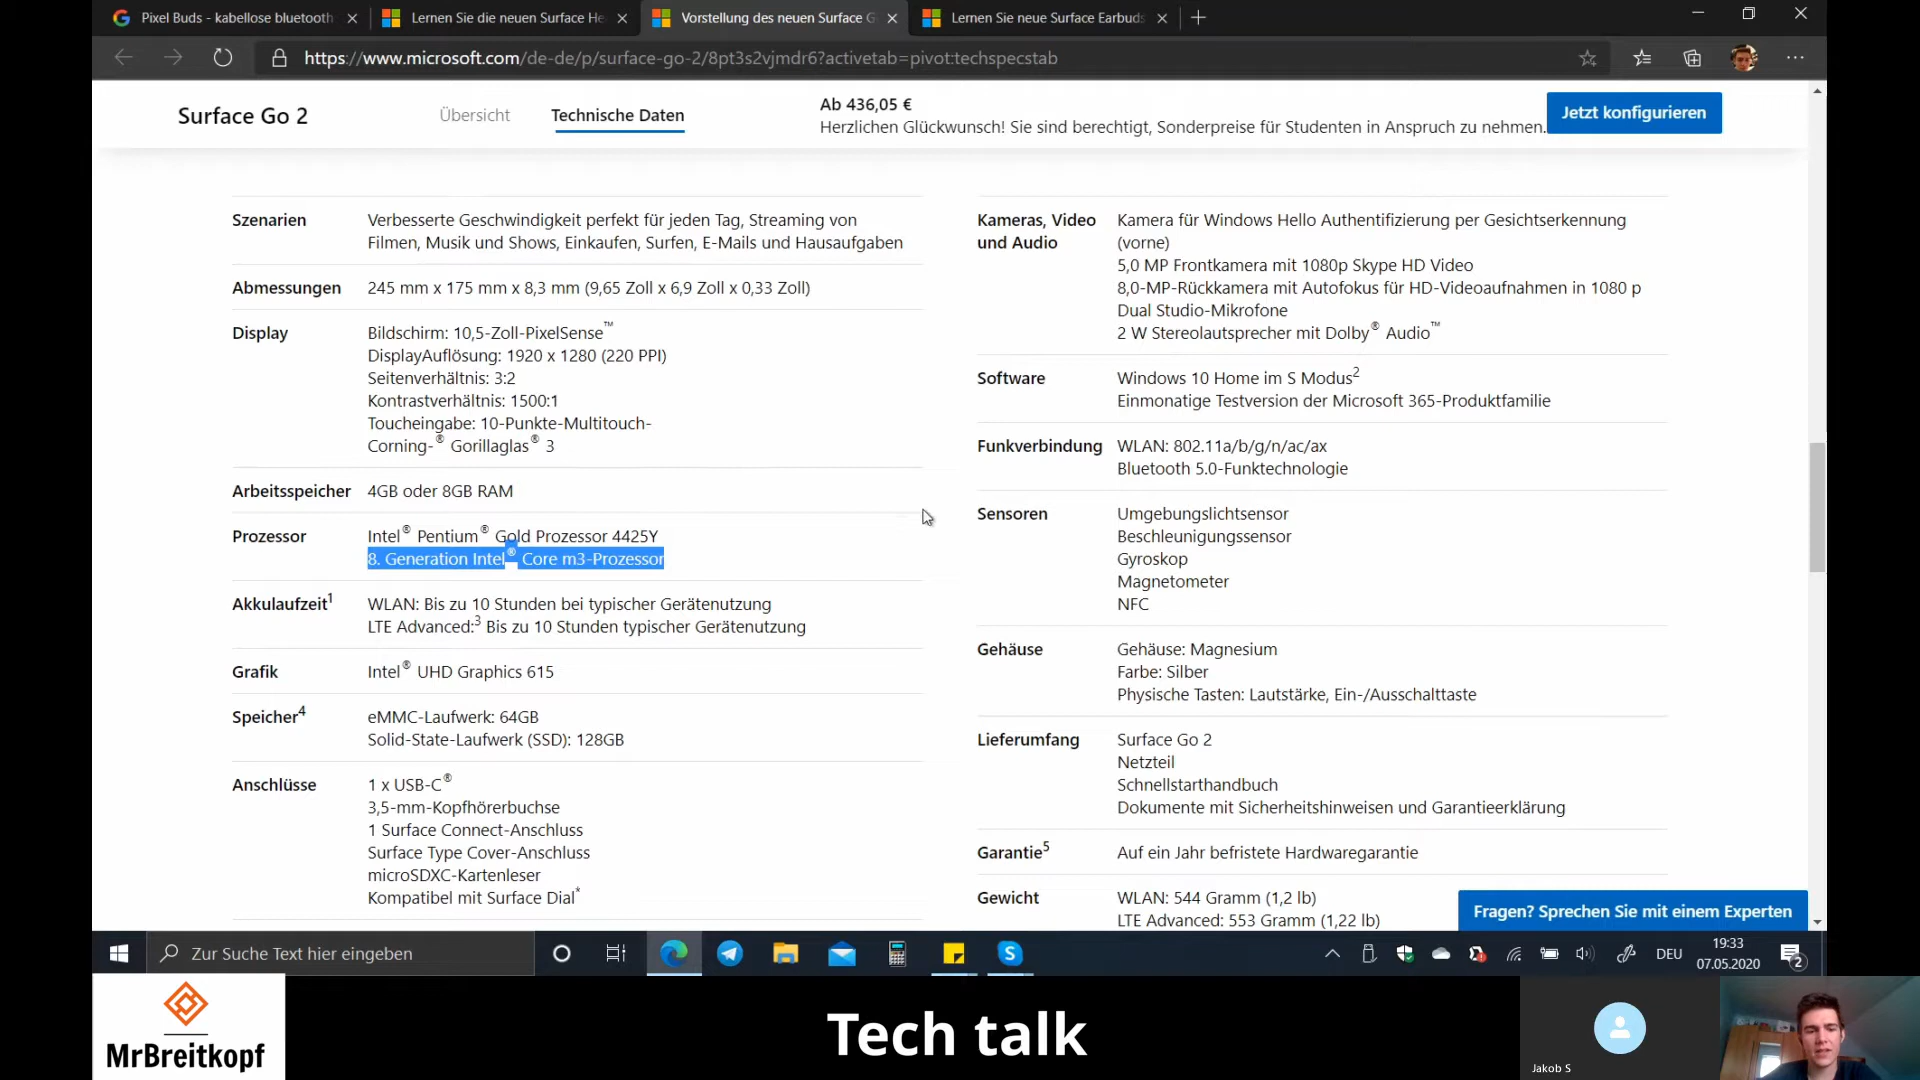 Pixel Buds - kabellose bluetooth
Lernen Sie die neuen Surface He
Vorstellung des neuen Surface G
Lernen Sie neue Surface Earbuds
https://www.microsoft.com/de-de/p/surface-go-2/8pt3s2vjmdr6?activetab=pivot:techspecstab
Surface Go 2
Übersicht
Technische Daten
Ab 436,05 €
Herzlichen Glückwunsch! Sie sind berechtigt, Sonderpreise für Studenten in Anspruch zu nehmen.
Jetzt konfigurieren
Szenarien
Verbesserte Geschwindigkeit perfekt für jeden Tag, Streaming von
Filmen, Musik und Shows, Einkaufen, Surfen, E-Mails und Hausaufgaben
Abmessungen
245 mm x 175 mm x 8,3 mm (9,65 Zoll x 6,9 Zoll x 0,33 Zoll)
Display
Bildschirm: 10,5-Zoll-PixelSense™
DisplayAuflösung: 1920 x 1280 (220 PPI)
Seitenverhältnis: 3:2
Kontrastverhältnis: 1500:1
Toucheingabe: 10-Punkte-Multitouch-
Corning-® Gorillaglas® 3
Arbeitsspeicher
4GB oder 8GB RAM
Prozessor
Intel® Pentium® Gold Prozessor 4425Y
8. Generation Intel® Core m3-Prozessor
Akkulaufzeit¹
WLAN: Bis zu 10 Stunden bei typischer Gerätenutzung
LTE Advanced:³ Bis zu 10 Stunden typischer Gerätenutzung
Grafik
Intel® UHD Graphics 615
Speicher⁴
eMMC-Laufwerk: 64GB
Solid-State-Laufwerk (SSD): 128GB
Anschlüsse
1 x USB-C®
3,5-mm-Kopfhörerbuchse
1 Surface Connect-Anschluss
Surface Type Cover-Anschluss
microSDXC-Kartenleser
Kompatibel mit Surface Dial*
Kameras, Video
und Audio
Kamera für Windows Hello Authentifizierung per Gesichtserkennung
(vorne)
5,0 MP Frontkamera mit 1080p Skype HD Video
8,0-MP-Rückkamera mit Autofokus für HD-Videoaufnahmen in 1080 p
Dual Studio-Mikrofone
2 W Stereolautsprecher mit Dolby® Audio™
Software
Windows 10 Home im S Modus²
Einmonatige Testversion der Microsoft 365-Produktfamilie
Funkverbindung
WLAN: 802.11a/b/g/n/ac/ax
Bluetooth 5.0-Funktechnologie
Sensoren
Umgebungslichtsensor
Beschleunigungssensor
Gyroskop
Magnetometer
NFC
Gehäuse
Gehäuse: Magnesium
Farbe: Silber
Physische Tasten: Lautstärke, Ein-/Ausschalttaste
Lieferumfang
Surface Go 2
Netzteil
Schnellstarthandbuch
Dokumente mit Sicherheitshinweisen und Garantieerklärung
Garantie⁵
Auf ein Jahr befristete Hardwaregarantie
Gewicht
WLAN: 544 Gramm (1,2 lb)
LTE Advanced: 553 Gramm (1,22 lb)
Fragen? Sprechen Sie mit einem Experten
Zur Suche Text hier eingeben
DEU
19:33
07.05.2020
2
MrBreitkopf
Tech talk
Jakob S